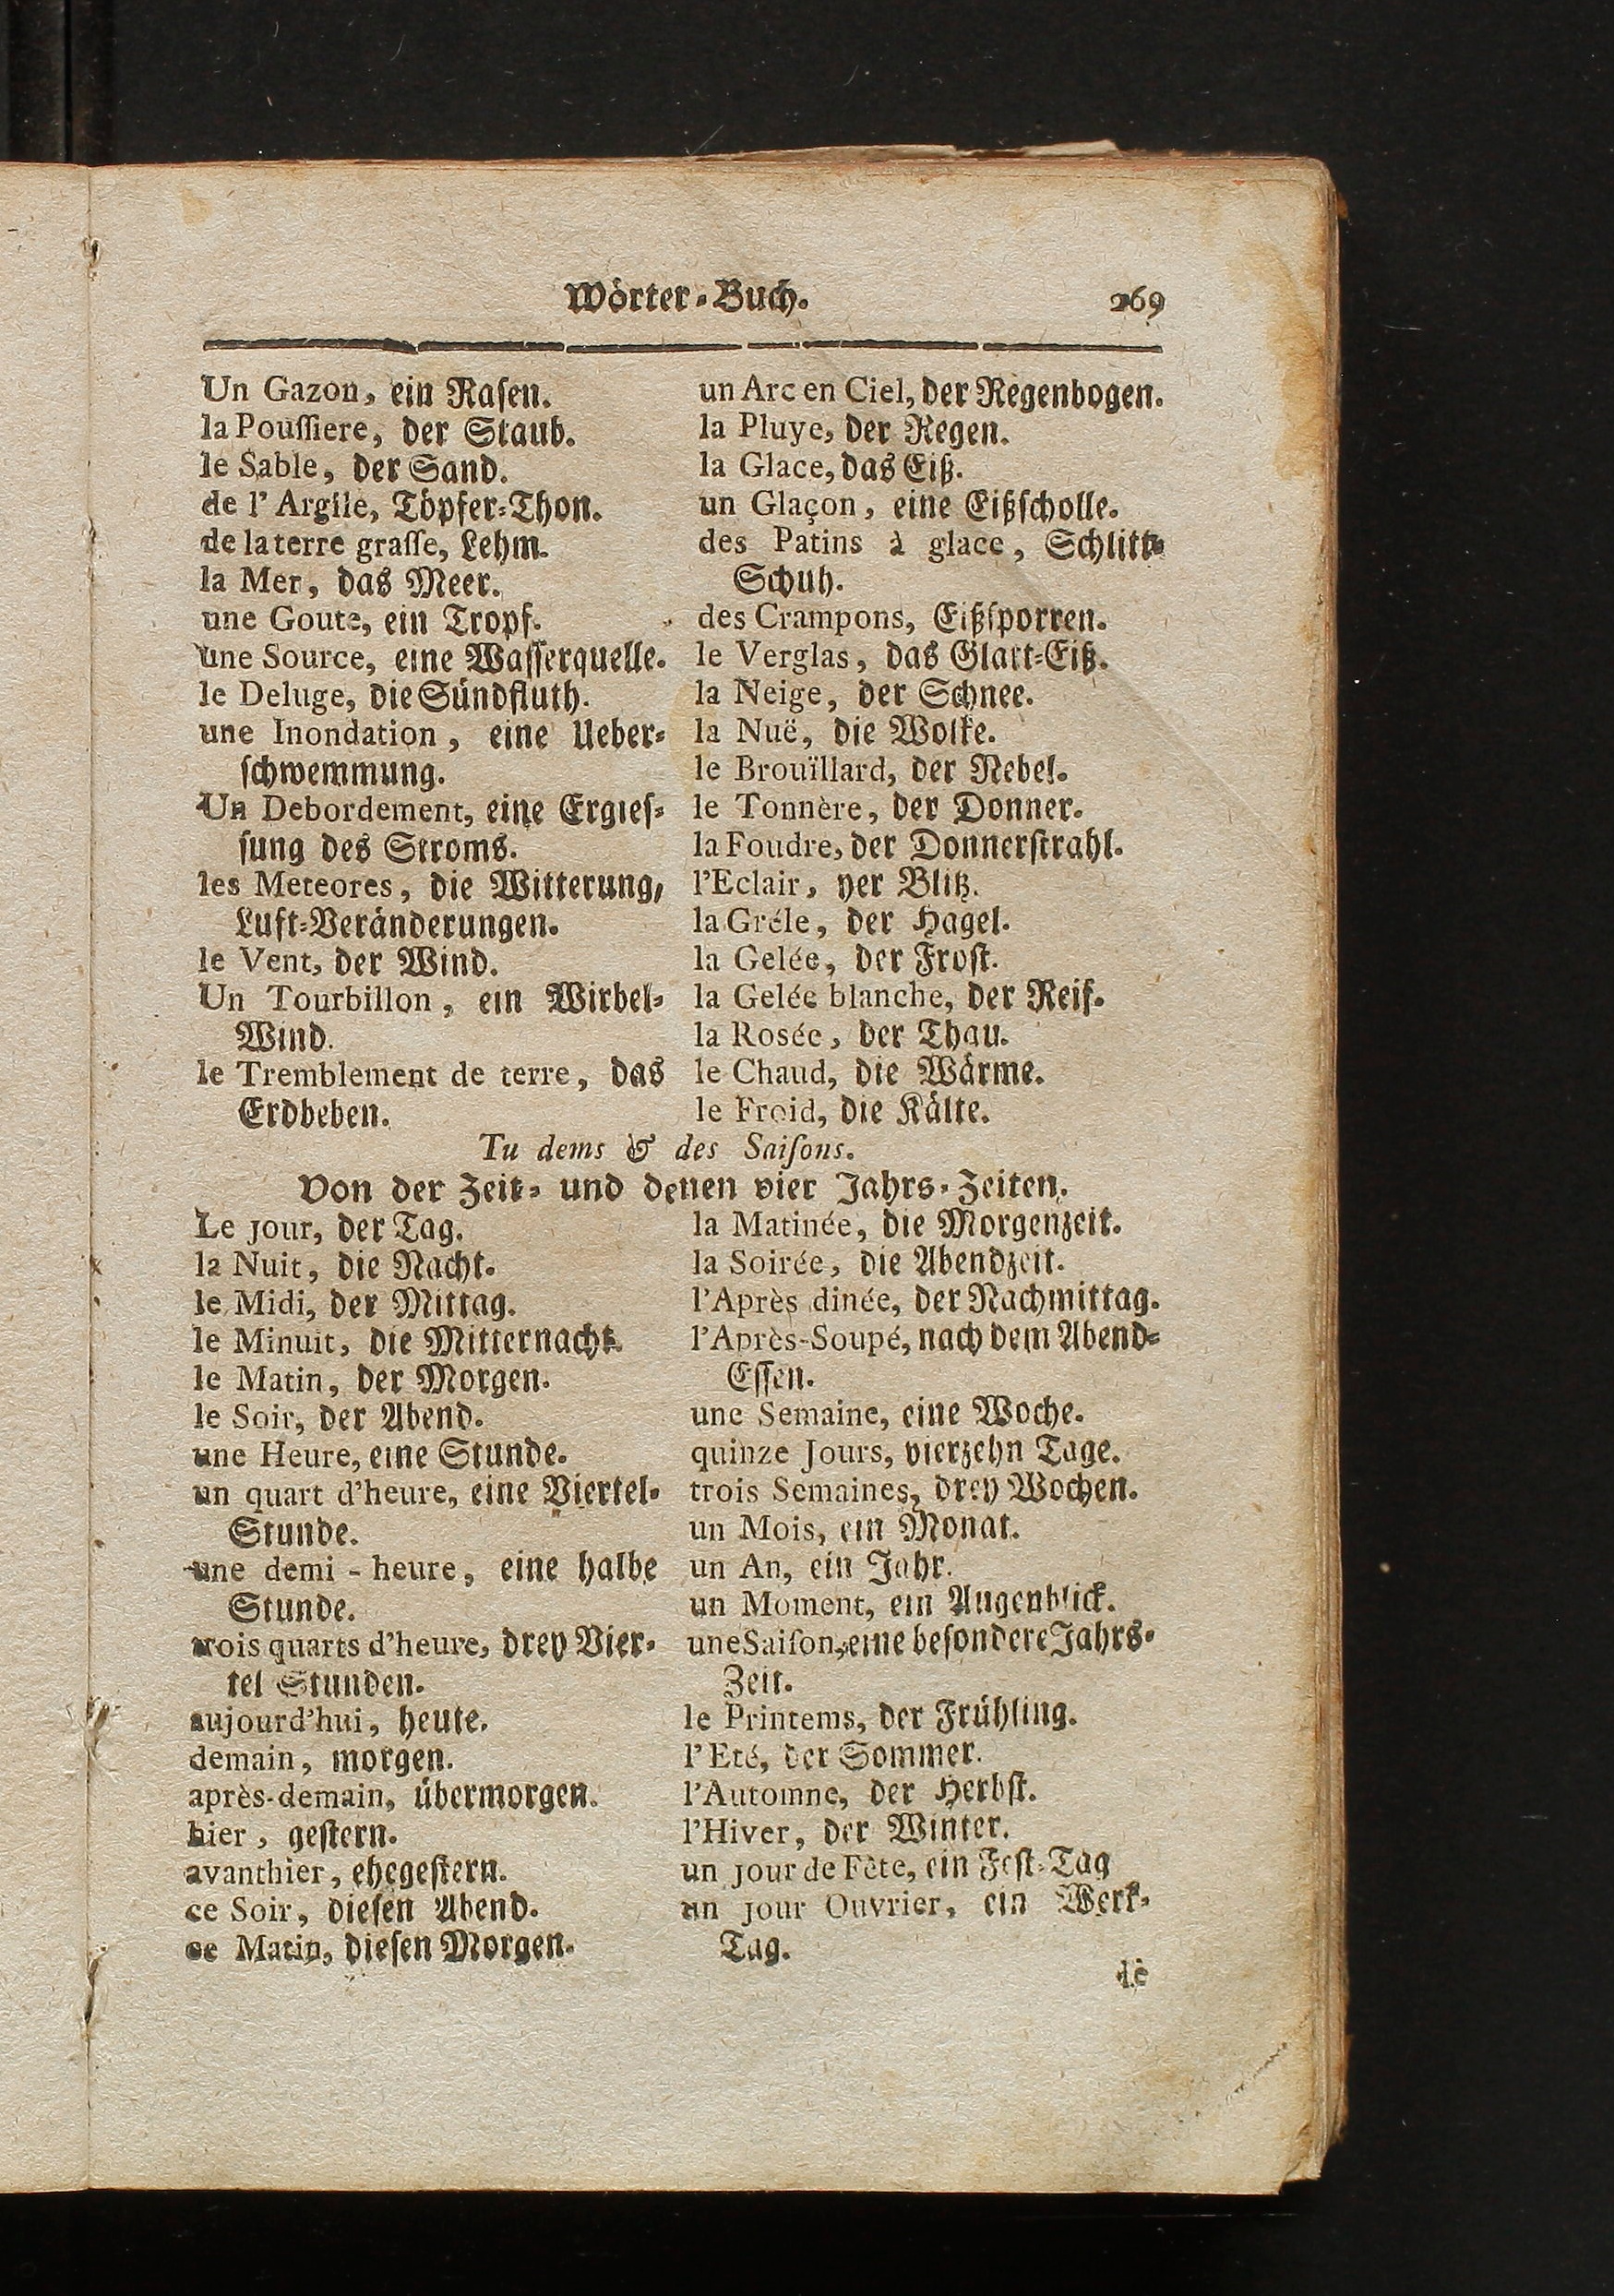 Wörter-Buch. 269
Un Gazon, ein Raſen.
la Pouſſiere, der Staub.
le Sable, der Sand.
de l' Argile, Töpfer-Thon.
de la terre graſſe, Lehm.
la Mer, das Meer.
une Goute, ein Tropf.
une Source, eine Waſſerquelle.
le Deluge, die Sündfluth.
une Inondation, eine Ueber-
ſchwemmung.
Un Debordement, eine Ergieſ-
ſung des Stroms.
les Meteores, die Witterung,
Luft-Veränderungen.
le Vent, der Wind.
Un Tourbillon, ein Wirbel-
Wind.
le Tremblement de terre, das
Erdbeben.
un Arc en Ciel, der Regenbogen.
la Pluye, der Regen.
la Glace, das Eiß.
un Glaçon, eine Eißſcholle.
des Patins à glace, Schlitt-
Schuh.
des Crampons, Eißſporren.
le Verglas, das Glatt-Eiß.
la Neige, der Schnee.
la Nuë, die Wolke.
le Brouïllard, der Nebel.
le Tonnère, der Donner.
la Foudre, der Donnerſtrahl.
l'Eclair, yer Blitz.
la Gréle, der Hagel.
la Gelée, der Froſt.
la Gelée blanche, der Reif.
la Rosée, der Thau.
le Chaud, die Wärme.
le Froid, die Kälte.
Tu dems & des Saiſons.
Von der Zeit- und denen vier Jahrs-Zeiten.
Le jour, der Tag.
la Nuit, die Nacht.
le Midi, der Mittag.
le Minuit, die Mitternacht.
le Matin, der Morgen.
le Soir, der Abend.
une Heure, eine Stunde.
un quart d'heure, eine Viertel-
Stunde.
une demi-heure, eine halbe
Stunde.
trois quarts d'heure, drey Vier-
tel Stunden.
aujourd'hui, heute.
demain, morgen.
après-demain, übermorgen.
hier, geſtern.
avanthier, ehegeſtern.
ce Soir, dieſen Abend.
ce Matin, dieſen Morgen.
la Matinée, die Morgenzeit.
la Soirée, die Abendzeit.
l'Après dinée, der Nachmittag.
l'Après-Soupé, nach dem Abend-
Eſſen.
une Semaine, eine Woche.
quinze Jours, vierzehn Tage.
trois Semaines, drey Wochen.
un Mois, ein Monat.
un An, ein Jahr.
un Moment, ein Augenblick.
une Saiſon, eine beſondere Jahrs-
Zeit.
le Printems, der Frühling.
l'Eté, der Sommer.
l'Automne, der Herbſt.
l'Hiver, der Winter.
un jour de Fête, ein Feſt-Tag
un jour Ouvrier, ein Werk-
Tag.
le